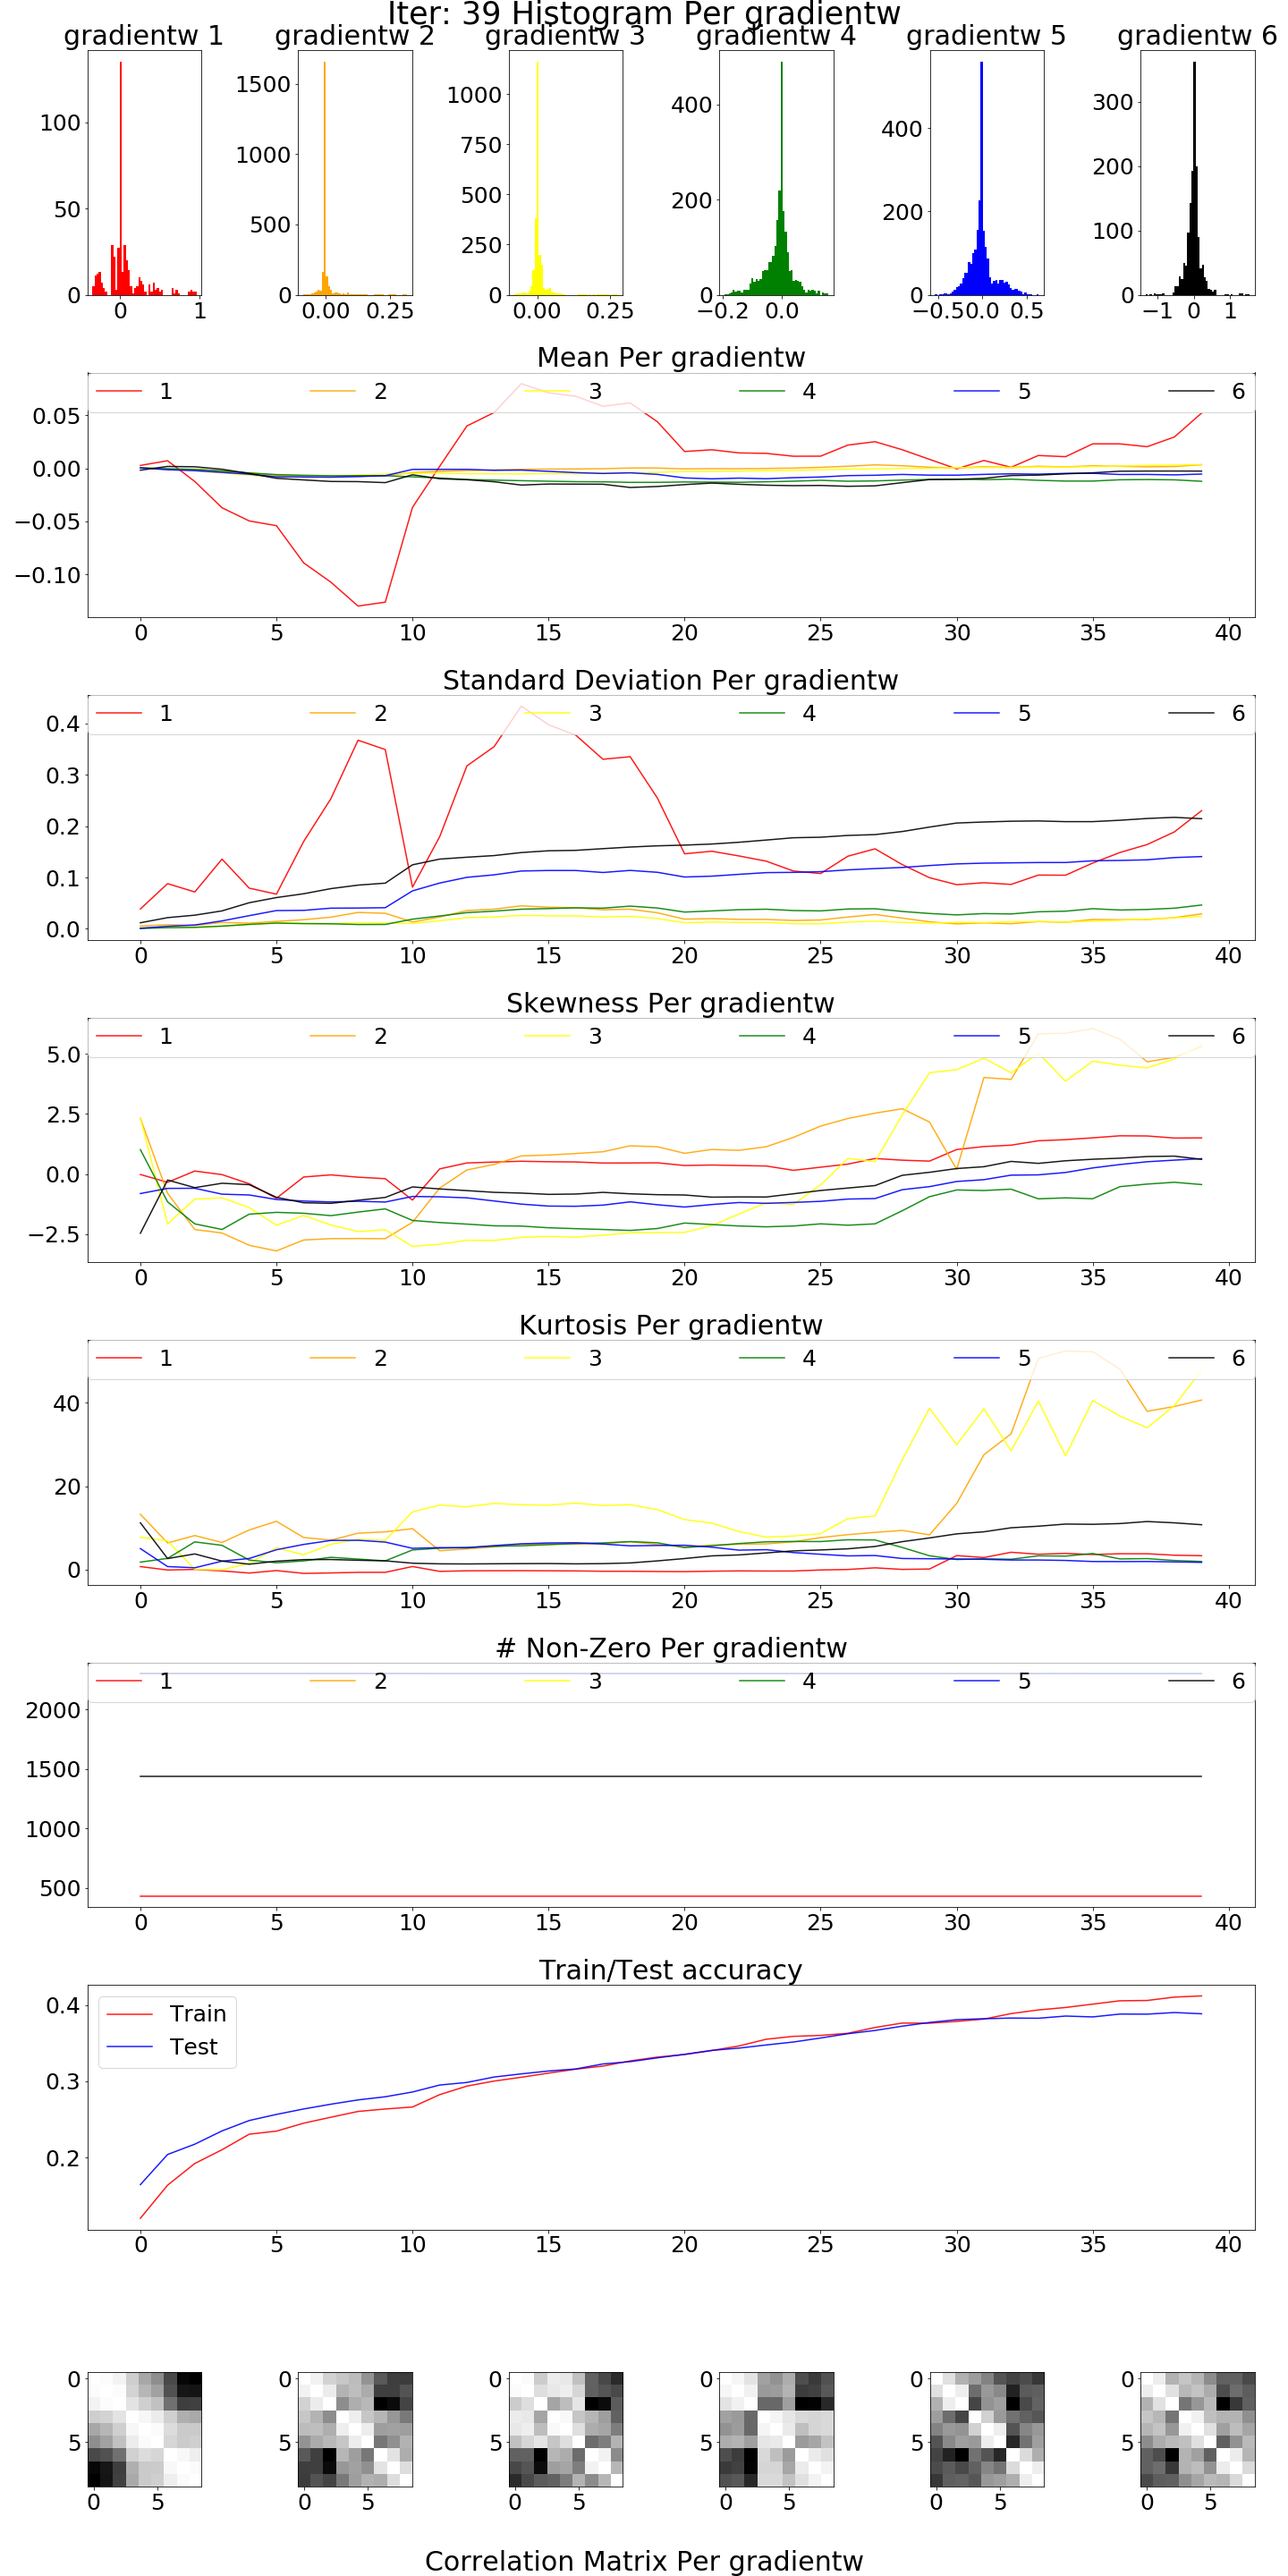 Iter: 39 Histogram Per gradientw
gradientw 1 gradientw 2 gradientw 3 gradientw 4 gradientw 5 gradientw 6
100
50
0
0 1
1500
1000
500
0
0.00 0.25
1000
750
500
250
0
0.00 0.25
400
200
0
−0.2 0.0
400
200
0
−0.5 0.0 0.5
300
200
100
0
−1 0 1
Mean Per gradientw
1 2 3 4 5 6
0.05
0.00
−0.05
−0.10
0 5 10 15 20 25 30 35 40
Standard Deviation Per gradientw
1 2 3 4 5 6
0.4
0.3
0.2
0.1
0.0
0 5 10 15 20 25 30 35 40
Skewness Per gradientw
1 2 3 4 5 6
5.0
2.5
0.0
−2.5
0 5 10 15 20 25 30 35 40
Kurtosis Per gradientw
1 2 3 4 5 6
40
20
0
0 5 10 15 20 25 30 35 40
# Non-Zero Per gradientw
1 2 3 4 5 6
2000
1500
1000
500
0 5 10 15 20 25 30 35 40
Train/Test accuracy
Train
Test
0.4
0.3
0.2
0 5 10 15 20 25 30 35 40
0
5
0 5
0
5
0 5
0
5
0 5
0
5
0 5
0
5
0 5
0
5
0 5
Correlation Matrix Per gradientw